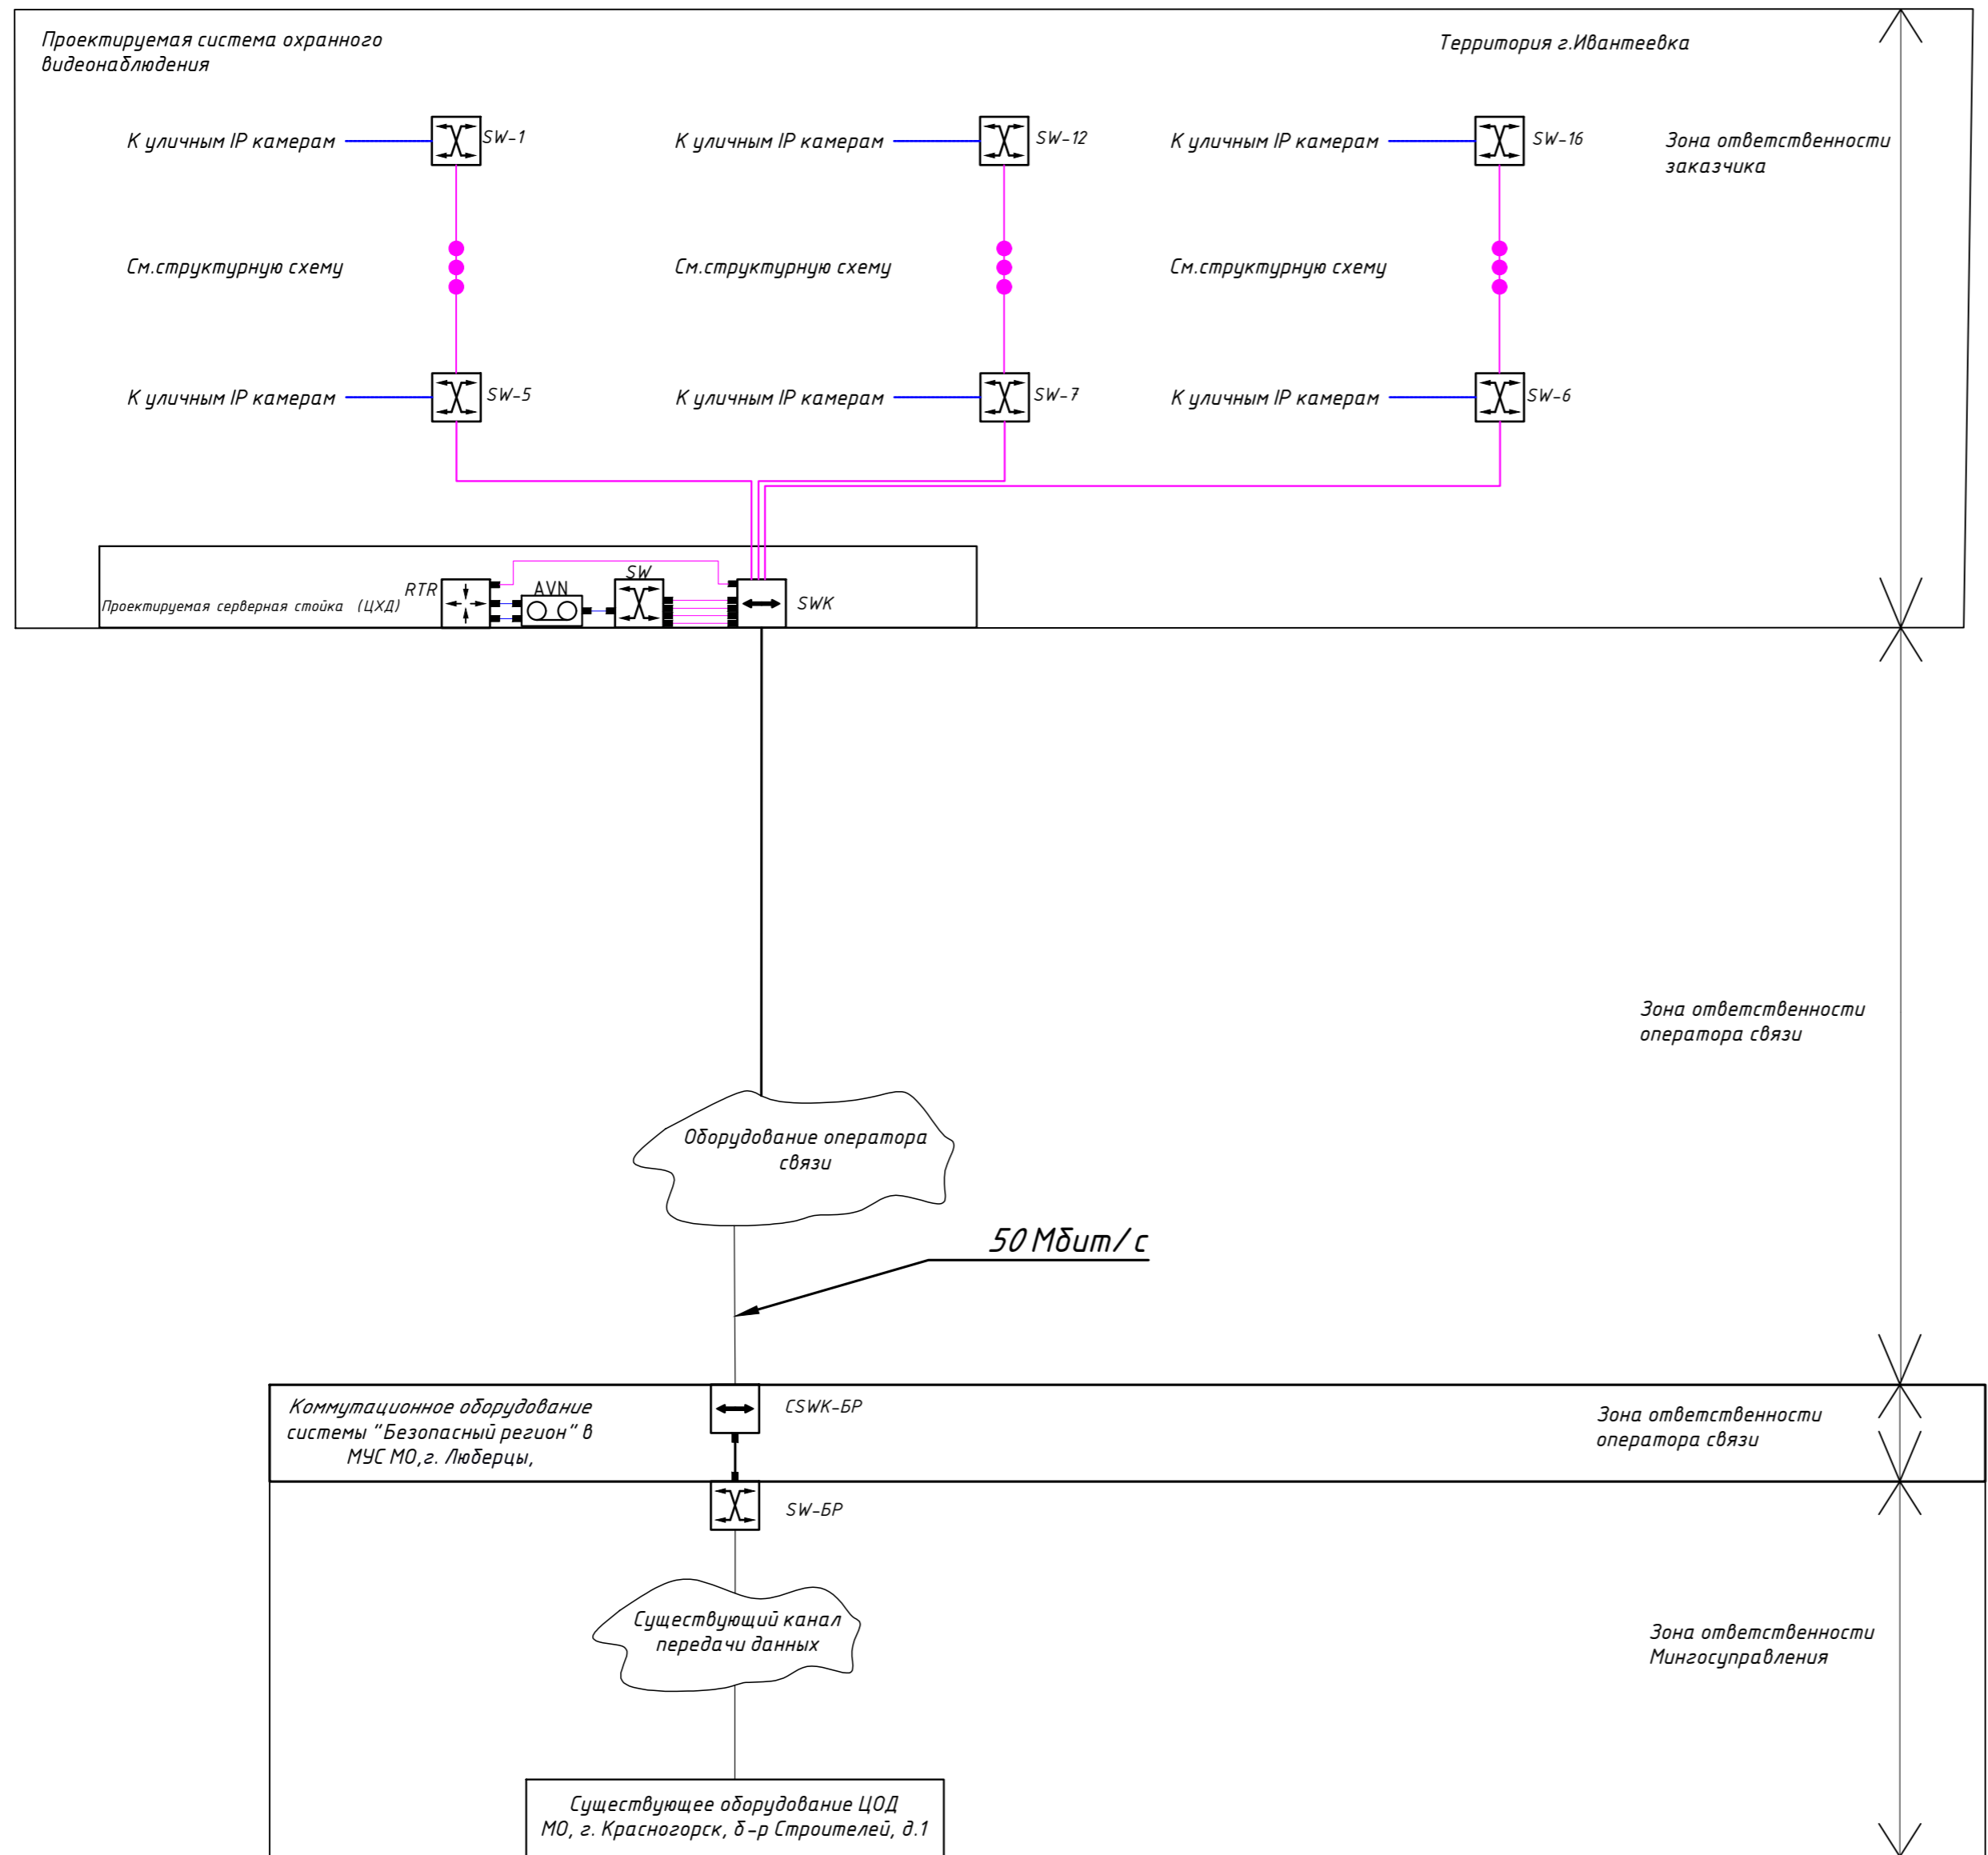 Проектируемая система охранного
видеонаблюдения
Территория г.Ивантеевка
К уличным IP камерам
SW-1
К уличным IP камерам
SW-12
К уличным IP камерам
SW-16
Зона ответственности
заказчика
См.структурную схему
См.структурную схему
См.структурную схему
К уличным IP камерам
SW-5
К уличным IP камерам
SW-7
К уличным IP камерам
SW-6
Проектируемая серверная стойка (ЦХД)
RTR
AVN
SW
SWK
Зона ответственности
оператора связи
Оборудование оператора
связи
50 Мбит/с
Коммутационное оборудование
системы "Безопасный регион" в
МУС МО,г. Люберцы,
CSWK-БР
Зона ответственности
оператора связи
SW-БР
Существующий канал
передачи данных
Зона ответственности
Мингосуправления
Существующее оборудование ЦОД
МО, г. Красногорск, б-р Строителей, д.1